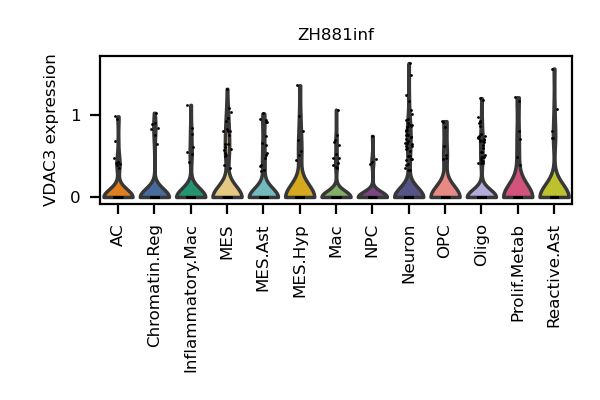 ZH881inf
VDAC3 expression
1
0
AC
Chromatin.Reg
Inflammatory.Mac
MES
MES.Ast
MES.Hyp
Mac
NPC
Neuron
OPC
Oligo
Prolif.Metab
Reactive.Ast